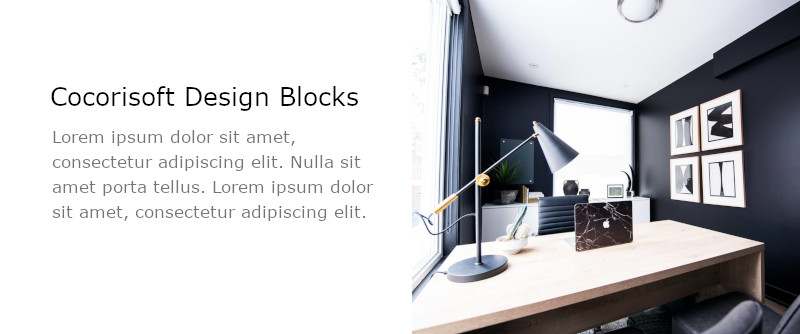 Cocorisoft Design Blocks
Lorem ipsum dolor sit amet,
consectetur adipiscing elit. Nulla sit
amet porta tellus. Lorem ipsum dolor
sit amet, consectetur adipiscing elit.